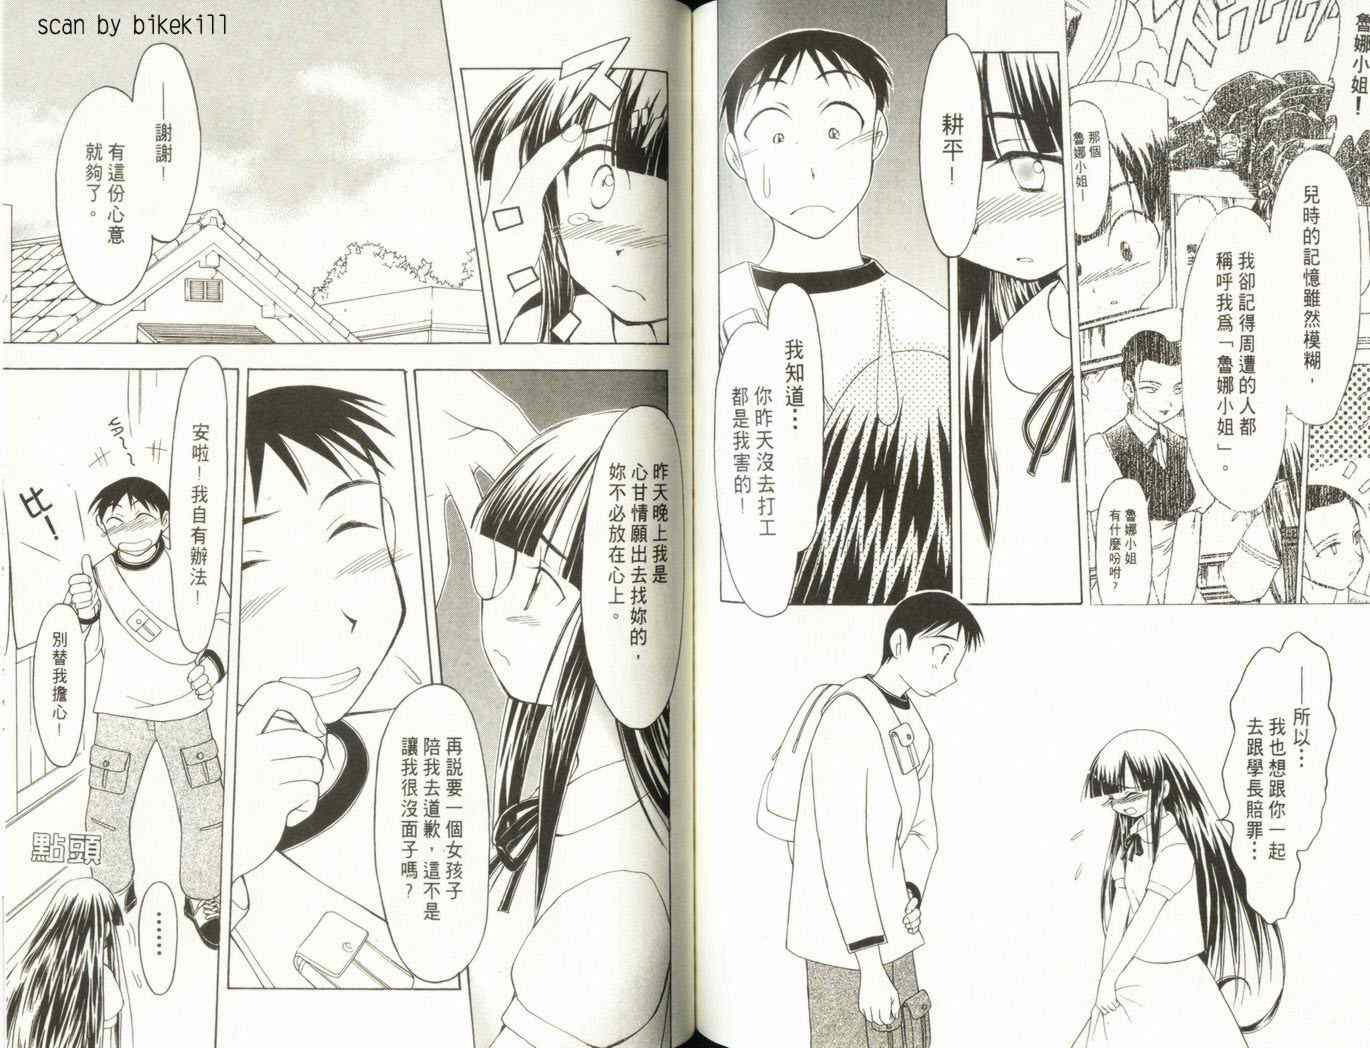 scan by bikekill
魯娜小姐！
那個
魯娜小姐—
兒時的記憶雖然模糊，
我卻記得周遭的人都
稱呼我爲「魯娜小姐」。
魯娜小姐
有什麼吩咐？
耕平！
我知道…
你昨天沒去打工
都是我害的！
——所以…
我也想跟你一起
去跟學長賠罪…
——謝謝！
有這份心意
就夠了。
昨天晚上我是
心甘情願出去找妳的，
妳不必放在心上。
再說要一個女孩子
陪我去道歉，這不是
讓我很沒面子嗎？
安啦！我自有辦法！
比！
別替我擔心！
點頭
……